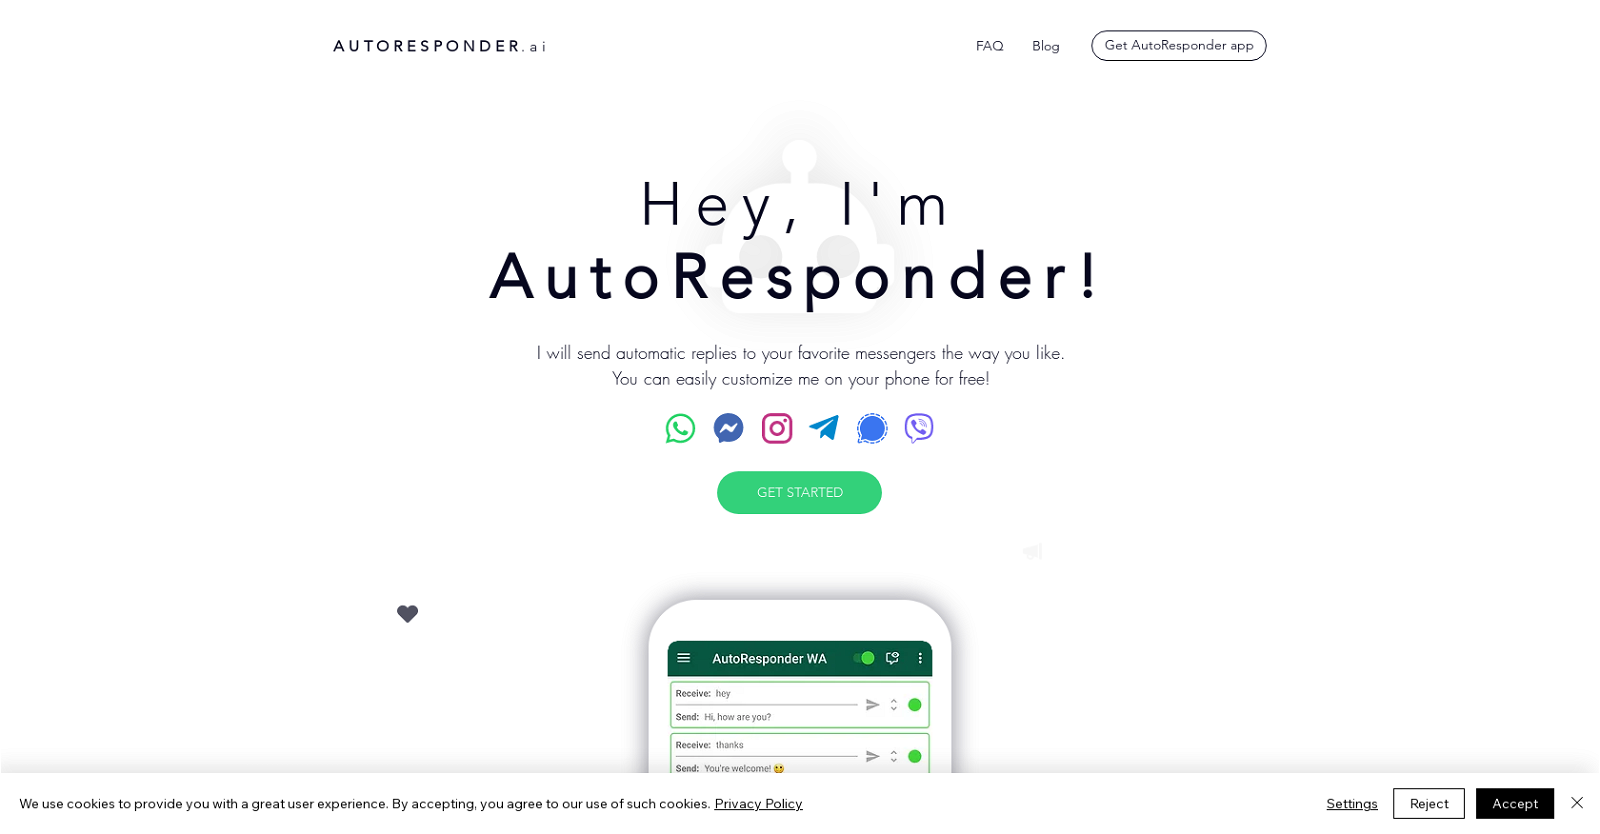 AUTORESPONDER.ai
FAQ
Blog
Get AutoResponder app
Hey, I'm
AutoResponder!
I will send automatic replies to your favorite messengers the way you like.
You can easily customize me on your phone for free!
GET STARTED
AutoResponder WA
Receive: hey
Send: Hi, how are you?
Receive: thanks
Send: You're welcome! 🙂
We use cookies to provide you with a great user experience. By accepting, you agree to our use of such cookies. Privacy Policy
Settings
Reject
Accept